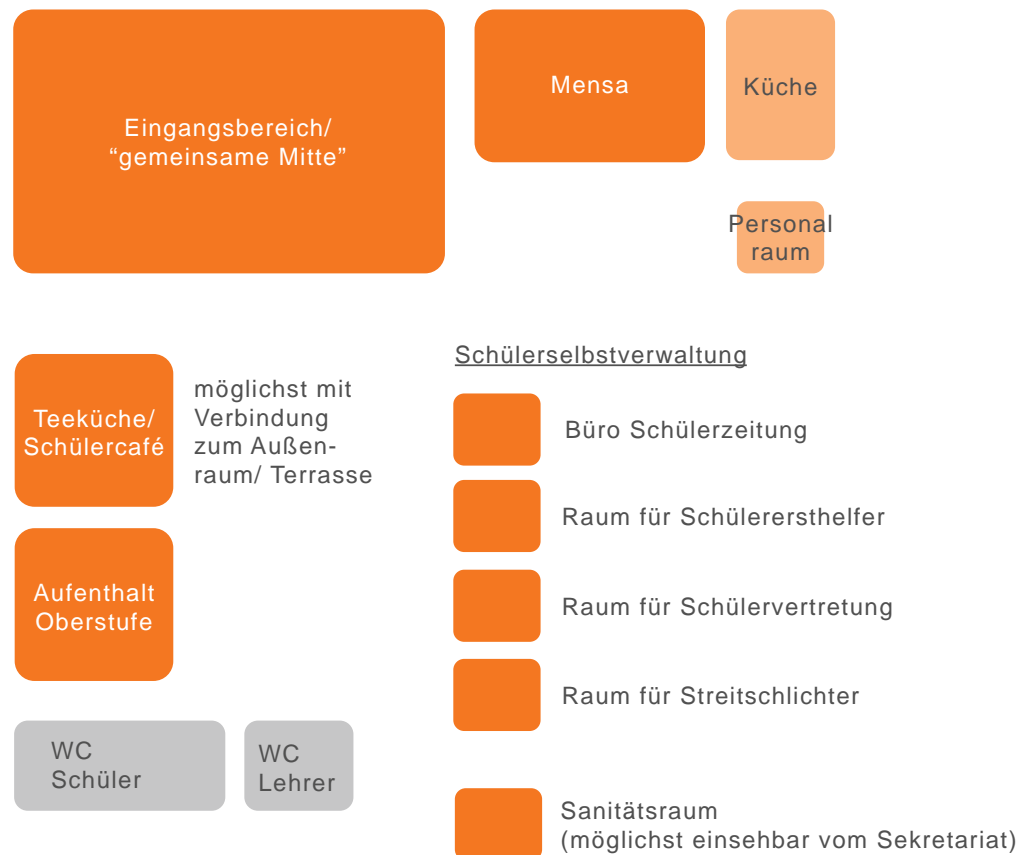 Eingangsbereich/
“gemeinsame Mitte”
Mensa
Küche
Personal
raum
Teeküche/
Schülercafé
möglichst mit
Verbindung
zum Außen-
raum/ Terrasse
Aufenthalt
Oberstufe
WC
Schüler
WC
Lehrer
Schülerselbstverwaltung
Büro Schülerzeitung
Raum für Schülerersthelfer
Raum für Schülervertretung
Raum für Streitschlichter
Sanitätsraum
(möglichst einsehbar vom Sekretariat)